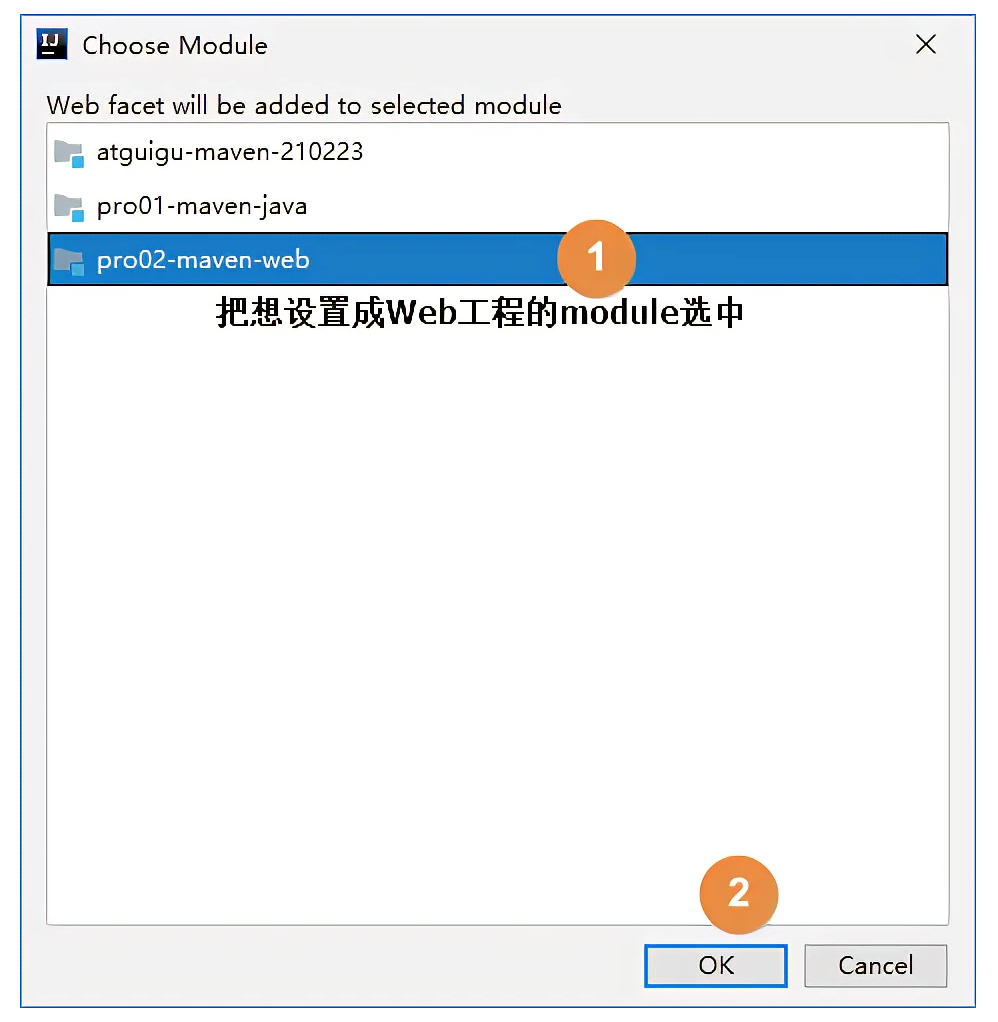 IJ
Choose Module
Web facet will be added to selected module
atguigu-maven-210223
pro01-maven-java
pro02-maven-web
1
把想设置成Web工程的module选中
2
OK
Cancel